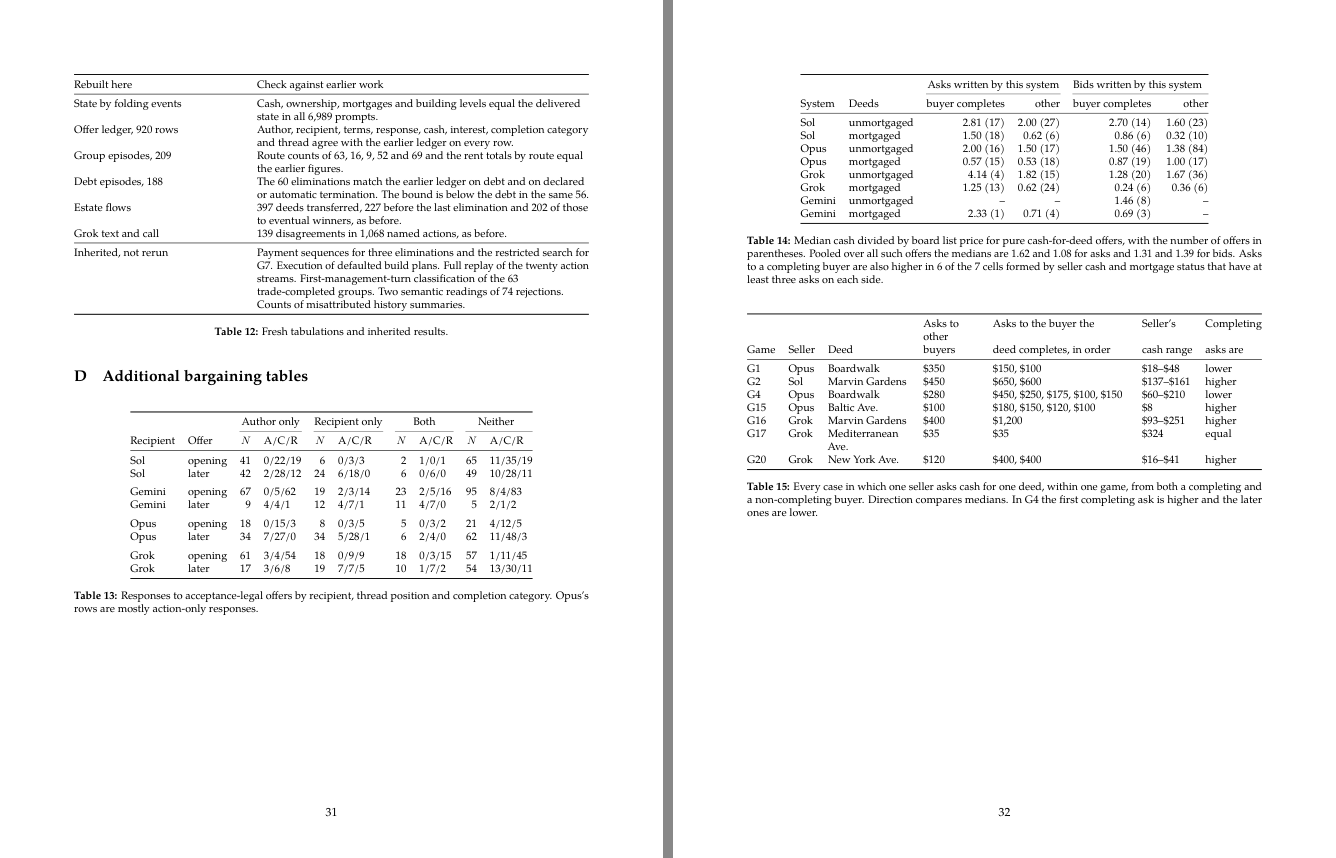 Rebuilt here Check against earlier work
State by folding events Cash, ownership, mortgages and building levels equal the delivered
state in all 6,989 prompts.
Offer ledger, 920 rows Author, recipient, terms, response, cash, interest, completion category
and thread agree with the earlier ledger on every row.
Group episodes, 209 Route counts of 63, 16, 9, 52 and 69 and the rent totals by route equal
the earlier figures.
Debt episodes, 188 The 60 eliminations match the earlier ledger on debt and on declared
or automatic termination. The bound is below the debt in the same 56.
Estate flows 397 deeds transferred, 227 before the last elimination and 202 of those
to eventual winners, as before.
Grok text and call 139 disagreements in 1,068 named actions, as before.
Inherited, not rerun Payment sequences for three eliminations and the restricted search for
G7. Execution of defaulted build plans. Full replay of the twenty action
streams. First-management-turn classification of the 63
trade-completed groups. Two semantic readings of 74 rejections.
Counts of misattributed history summaries.
Table 12: Fresh tabulations and inherited results.
D Additional bargaining tables
Author only Recipient only Both Neither
Recipient Offer N A/C/R N A/C/R N A/C/R N A/C/R
Sol opening 41 0/22/19 6 0/3/3 2 1/0/1 65 11/35/19
Sol later 42 2/28/12 24 6/18/0 6 0/6/0 49 10/28/11
Gemini opening 67 0/5/62 19 2/3/14 23 2/5/16 95 8/4/83
Gemini later 9 4/4/1 12 4/7/1 11 4/7/0 5 2/1/2
Opus opening 18 0/15/3 8 0/3/5 5 0/3/2 21 4/12/5
Opus later 34 7/27/0 34 5/28/1 6 2/4/0 62 11/48/3
Grok opening 61 3/4/54 18 0/9/9 18 0/3/15 57 1/11/45
Grok later 17 3/6/8 19 7/7/5 10 1/7/2 54 13/30/11
Table 13: Responses to acceptance-legal offers by recipient, thread position and completion category. Opus's
rows are mostly action-only responses.
31
Asks written by this system Bids written by this system
System Deeds buyer completes other buyer completes other
Sol unmortgaged 2.81 (17) 2.00 (27) 2.70 (14) 1.60 (23)
Sol mortgaged 1.50 (18) 0.62 (6) 0.86 (6) 0.32 (10)
Opus unmortgaged 2.00 (16) 1.50 (17) 1.50 (46) 1.38 (84)
Opus mortgaged 0.57 (15) 0.53 (18) 0.87 (19) 1.00 (17)
Grok unmortgaged 4.14 (4) 1.82 (15) 1.28 (20) 1.67 (36)
Grok mortgaged 1.25 (13) 0.62 (24) 0.24 (6) 0.36 (6)
Gemini unmortgaged – – 1.46 (8) –
Gemini mortgaged 2.33 (1) 0.71 (4) 0.69 (3) –
Table 14: Median cash divided by board list price for pure cash-for-deed offers, with the number of offers in
parentheses. Pooled over all such offers the medians are 1.62 and 1.08 for asks and 1.31 and 1.39 for bids. Asks
to a completing buyer are also higher in 6 of the 7 cells formed by seller cash and mortgage status that have at
least three asks on each side.
Asks to Asks to the buyer the Seller's Completing
other
Game Seller Deed buyers deed completes, in order cash range asks are
G1 Opus Boardwalk $350 $150, $100 $18–$48 lower
G2 Sol Marvin Gardens $450 $650, $600 $137–$161 higher
G4 Opus Boardwalk $280 $450, $250, $175, $100, $150 $60–$210 lower
G15 Opus Baltic Ave. $100 $180, $150, $120, $100 $8 higher
G16 Grok Marvin Gardens $400 $1,200 $93–$251 higher
G17 Grok Mediterranean $35 $35 $324 equal
Ave.
G20 Grok New York Ave. $120 $400, $400 $16–$41 higher
Table 15: Every case in which one seller asks cash for one deed, within one game, from both a completing and
a non-completing buyer. Direction compares medians. In G4 the first completing ask is higher and the later
ones are lower.
32